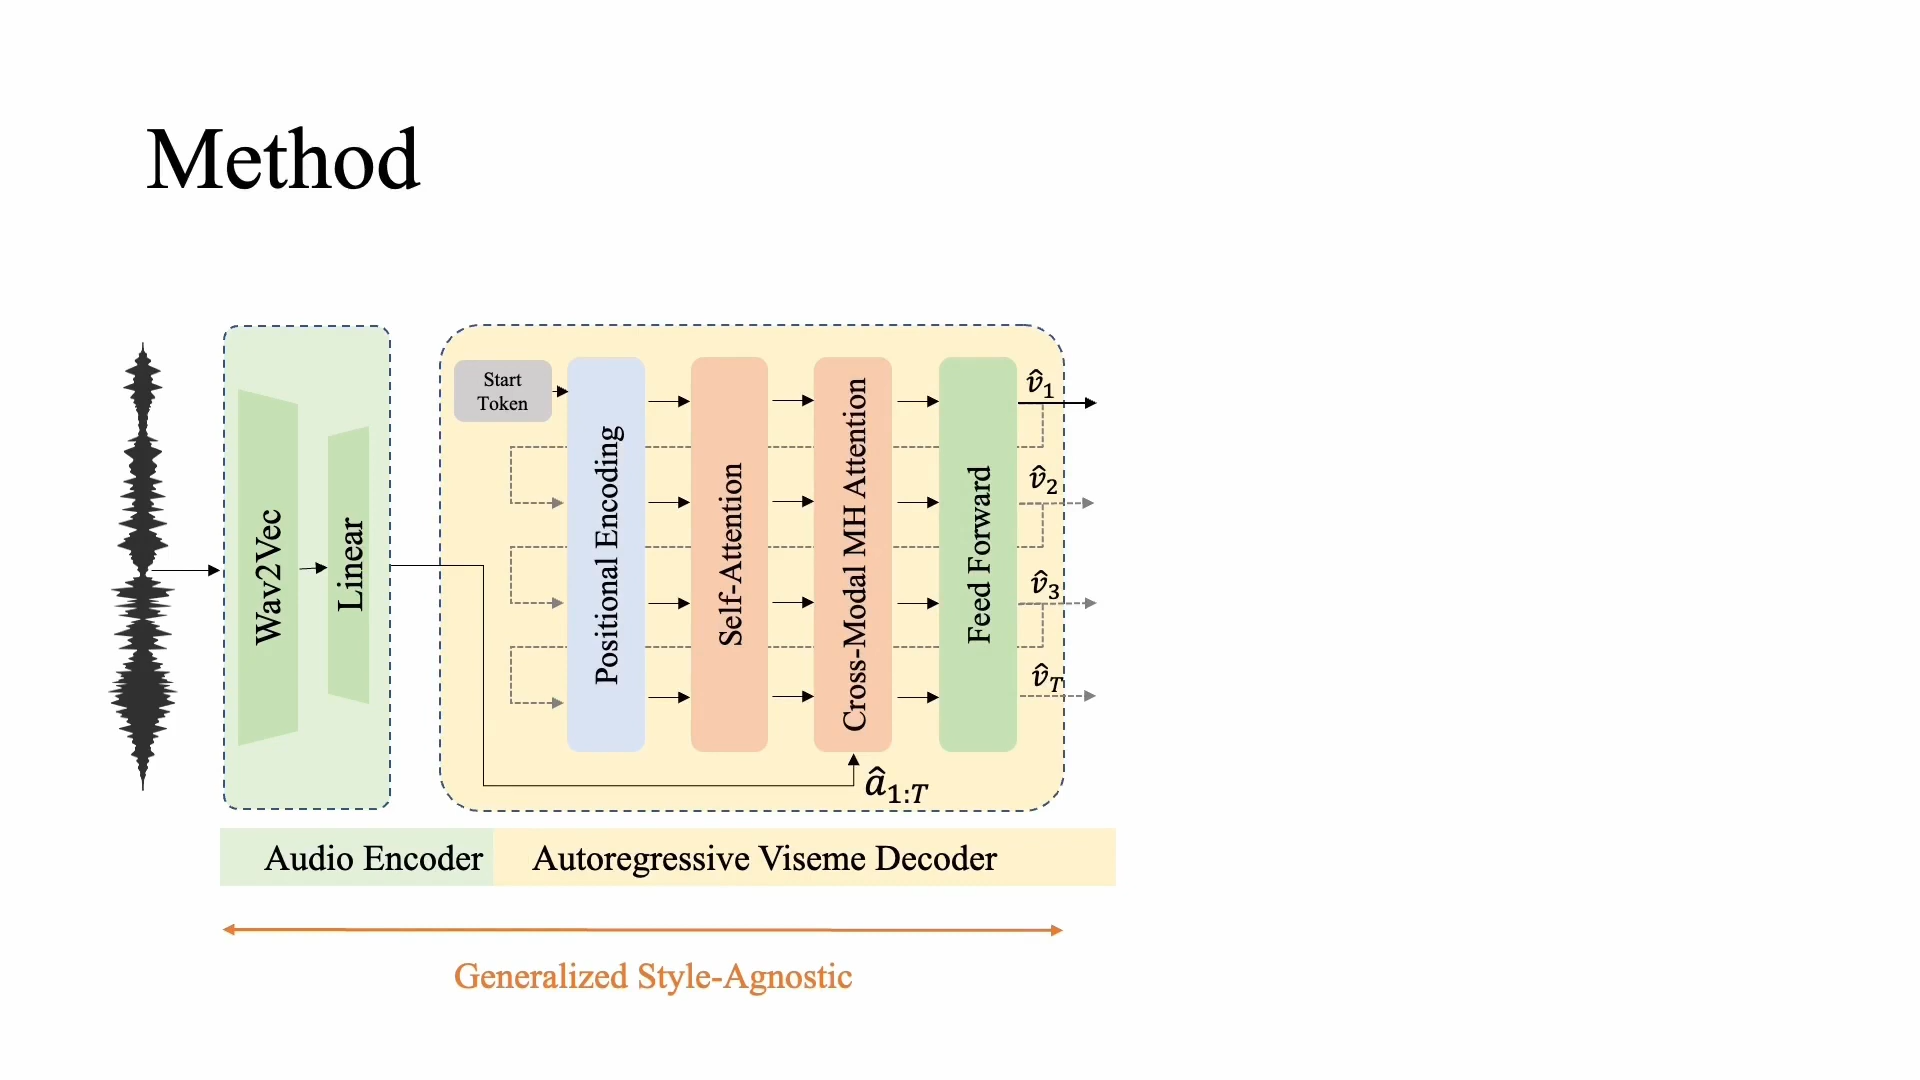 Method
Wav2Vec
Linear
Start
Token
Positional Encoding
Self-Attention
Cross-Modal MH Attention
Feed Forward
v̂₁
v̂₂
v̂₃
v̂_T
â₁:T
Audio Encoder
Autoregressive Viseme Decoder
Generalized Style-Agnostic